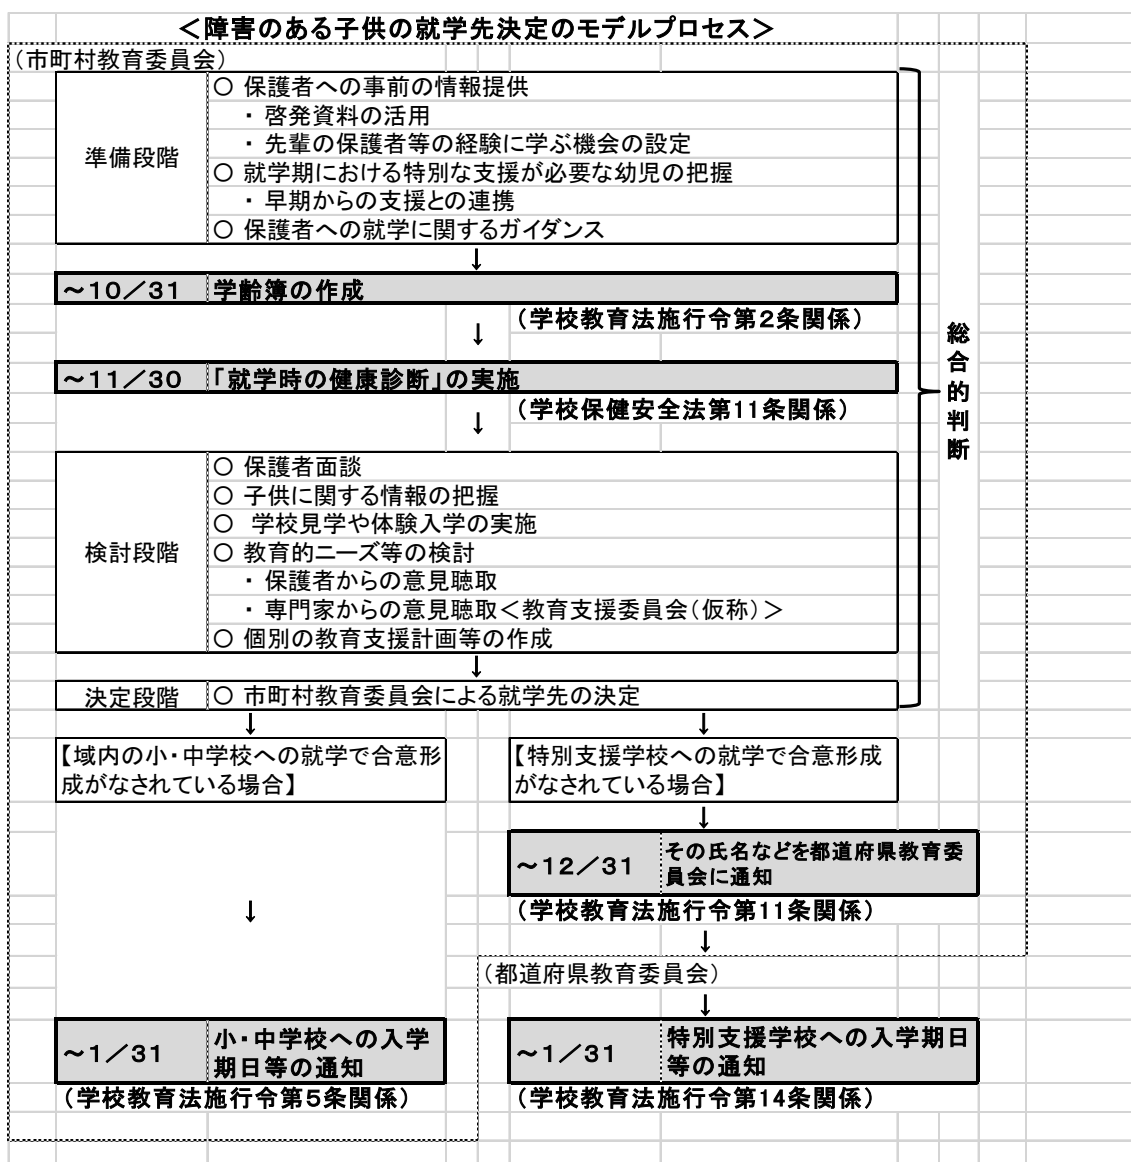 ＜障害のある子供の就学先決定のモデルプロセス＞
（市町村教育委員会）
準備段階
○ 保護者への事前の情報提供
・ 啓発資料の活用
・ 先輩の保護者等の経験に学ぶ機会の設定
○ 就学期における特別な支援が必要な幼児の把握
・ 早期からの支援との連携
○ 保護者への就学に関するガイダンス
↓
～１０／３１ 学齢簿の作成
（学校教育法施行令第２条関係）
↓
～１１／３０ 「就学時の健康診断」の実施
（学校保健安全法第11条関係）
↓
検討段階
○ 保護者面談
○ 子供に関する情報の把握
○ 学校見学や体験入学の実施
○ 教育的ニーズ等の検討
・ 保護者からの意見聴取
・ 専門家からの意見聴取＜教育支援委員会（仮称）＞
○ 個別の教育支援計画等の作成
↓
決定段階 ○ 市町村教育委員会による就学先の決定
総
合
的
判
断
↓ ↓
【域内の小・中学校への就学で合意形
成がなされている場合】
【特別支援学校への就学で合意形成
がなされている場合】
↓
～１２／３１
その氏名などを都道府県教育委
員会に通知
（学校教育法施行令第11条関係）
↓
↓
（都道府県教育委員会）
↓
～１／３１
小・中学校への入学
期日等の通知
（学校教育法施行令第５条関係）
～１／３１
特別支援学校への入学期日
等の通知
（学校教育法施行令第14条関係）